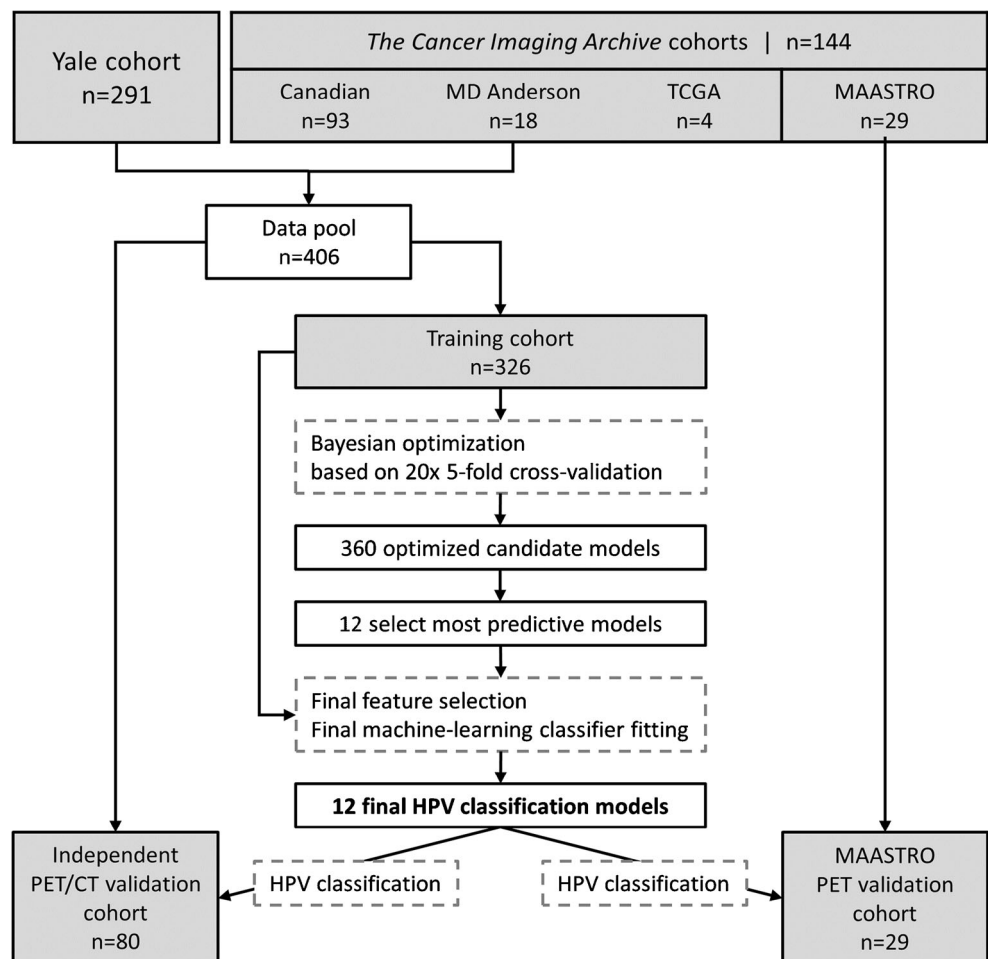 Yale cohort
n=291
The Cancer Imaging Archive cohorts | n=144
Canadian
n=93
MD Anderson
n=18
TCGA
n=4
MAASTRO
n=29
Data pool
n=406
Training cohort
n=326
Bayesian optimization
based on 20x 5-fold cross-validation
360 optimized candidate models
12 select most predictive models
Final feature selection
Final machine-learning classifier fitting
12 final HPV classification models
HPV classification
HPV classification
Independent
PET/CT validation
cohort
n=80
MAASTRO
PET validation
cohort
n=29